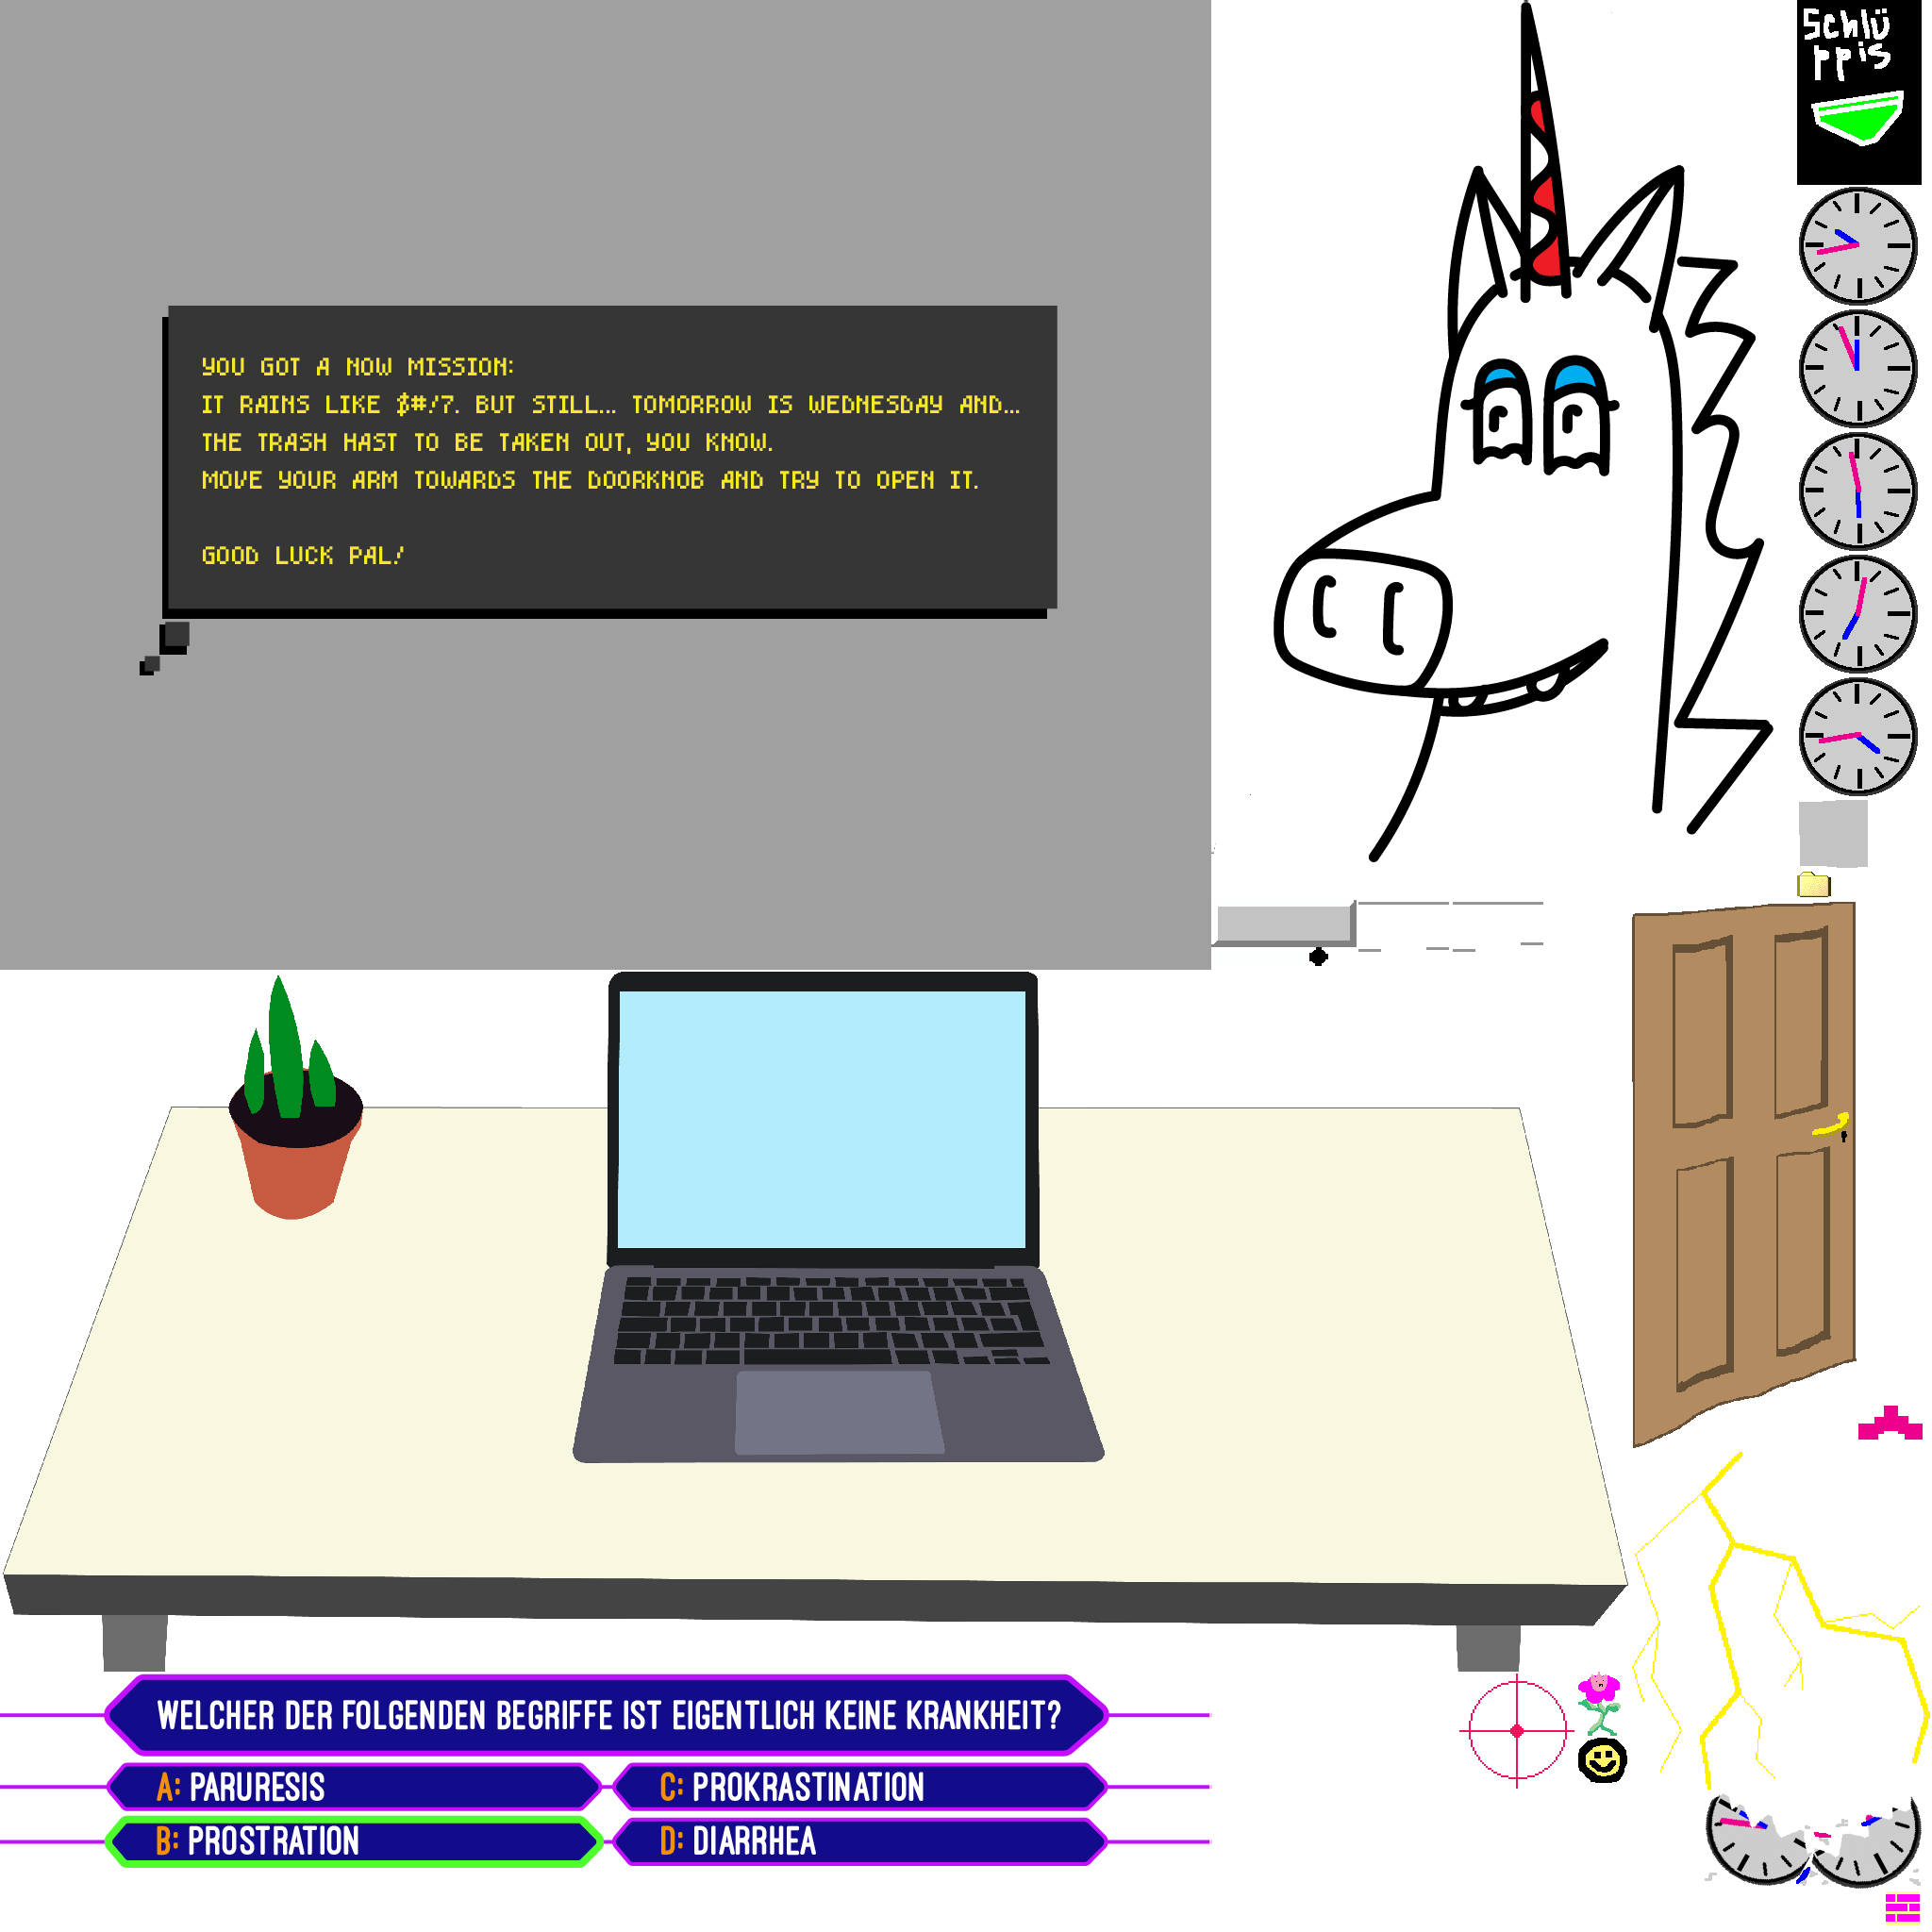 YOU GOT A NOW MISSION:
IT RAINS LIKE $#/7. BUT STILL... TOMORROW IS WEDNESDAY AND...
THE TRASH HAST TO BE TAKEN OUT, YOU KNOW.
MOVE YOUR ARM TOWARDS THE DOORKNOB AND TRY TO OPEN IT.
GOOD LUCK PAL!
Schlü
ppis
WELCHER DER FOLGENDEN BEGRIFFE IST EIGENTLICH KEINE KRANKHEIT?
A: PARURESIS
C: PROKRASTINATION
B: PROSTRATION
D: DIARRHEA